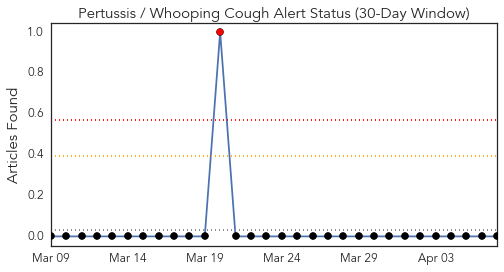 Pertussis / Whooping Cough Alert Status (30-Day Window)
Articles Found
1.0
0.8
0.6
0.4
0.2
0.0
Mar 09 Mar 14 Mar 19 Mar 24 Mar 29 Apr 03